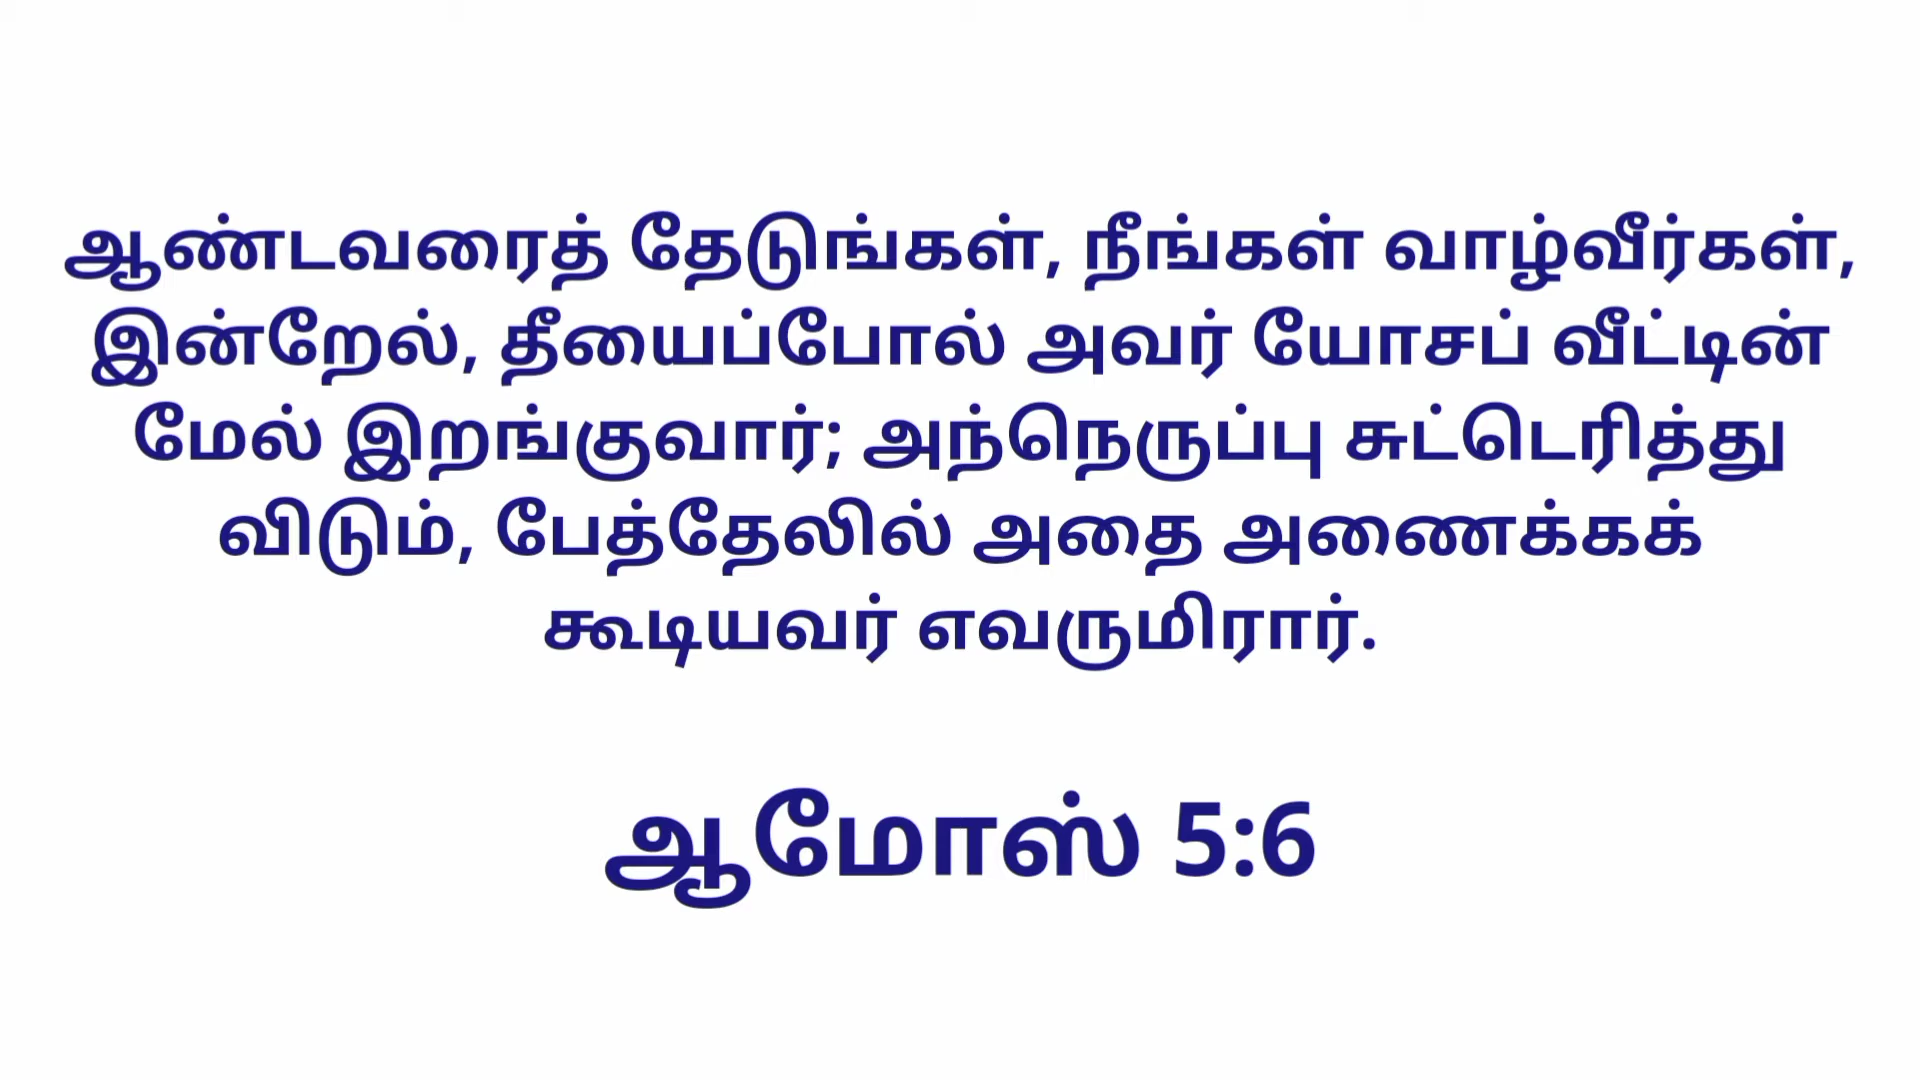 ஆண்டவரைத் தேடுங்கள், நீங்கள் வாழ்வீர்கள்,
இன்றேல், தீயைப்போல் அவர் யோசப் வீட்டின்
மேல் இறங்குவார்; அந்நெருப்பு சுட்டெரித்து
விடும், பேத்தேலில் அதை அணைக்கக்
கூடியவர் எவருமிரார்.
ஆமோஸ் 5:6